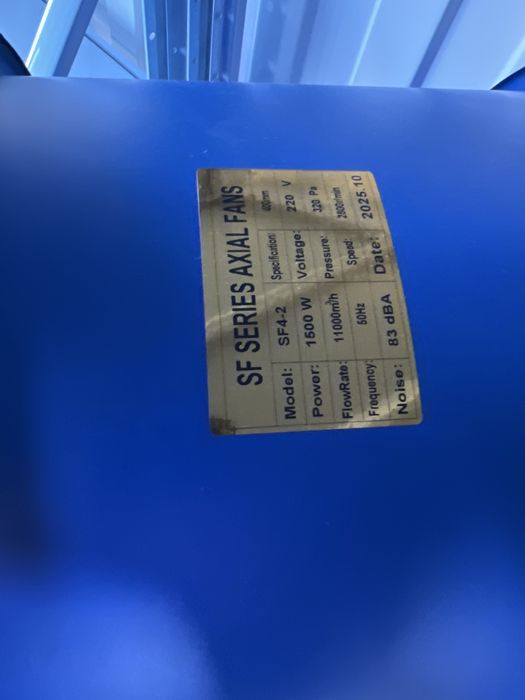 SF SERIES AXIAL FANS
Model: SF4-2 Specification: 400mm
Power: 1500 W Voltage: 220 V
FlowRate: 11000m³/h Pressure: 320 Pa
Frequency: 50Hz Speed: 2800r/min
Noise: 83 dBA Date: 2025.10